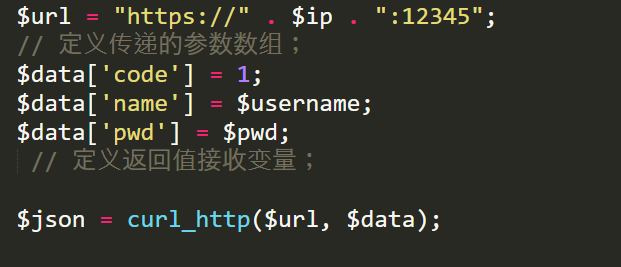 $url = "https://" . $ip . ":12345";
// 定义传递的参数数组；
$data['code'] = 1;
$data['name'] = $username;
$data['pwd'] = $pwd;
// 定义返回值接收变量；
$json = curl_http($url, $data);